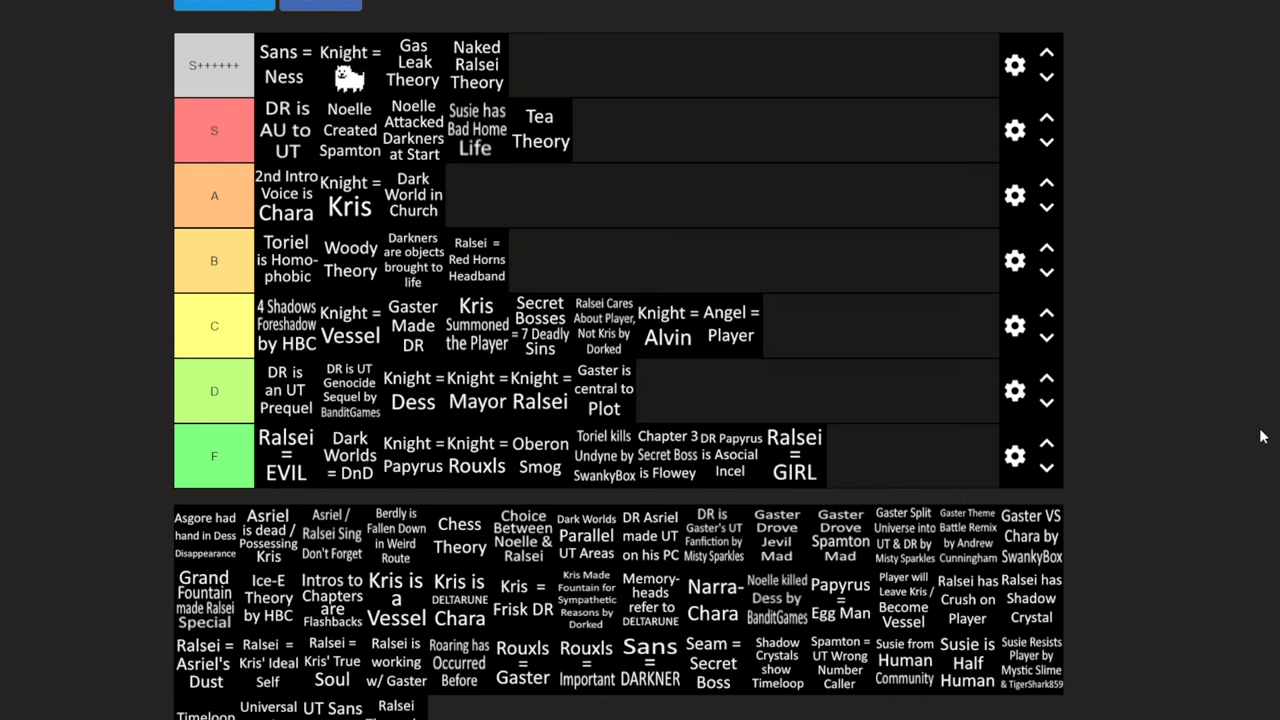 S++++++
Sans =
Ness
Knight =
Gas
Leak
Theory
Naked
Ralsei
Theory
S
DR is
AU to
UT
Noelle
Created
Spamton
Noelle
Attacked
Darkners
at Start
Susie has
Bad Home
Life
Tea
Theory
A
2nd Intro
Voice is
Chara
Knight =
Kris
Dark
World in
Church
B
Toriel
is Homo-
phobic
Woody
Theory
Darkners
are objects
brought to
life
Ralsei =
Red Horns
Headband
C
4 Shadows
Foreshadow
by HBC
Knight =
Vessel
Gaster
Made
DR
Kris
Summoned
the Player
Secret
Bosses
= 7 Deadly
Sins
Ralsei Cares
About Player,
Not Kris by
Dorked
Knight =
Alvin
Angel =
Player
D
DR is
an UT
Prequel
DR is UT
Genocide
Sequel by
BanditGames
Knight =
Dess
Knight =
Mayor
Knight =
Ralsei
Gaster is
central to
Plot
F
Ralsei
=
EVIL
Dark
Worlds
= DnD
Knight =
Papyrus
Knight =
Rouxls
Oberon
Smog
Toriel kills
Undyne by
SwankyBox
Chapter 3
Secret Boss
is Flowey
DR Papyrus
is Asocial
Incel
Ralsei
=
GIRL
Asgore had
hand in Dess
Disappearance
Asriel
is dead /
Possessing
Kris
Asriel /
Ralsei Sing
Don't Forget
Berdly is
Fallen Down
in Weird
Route
Chess
Theory
Choice
Between
Noelle &
Ralsei
Dark Worlds
Parallel
UT Areas
DR Asriel
made UT
on his PC
DR is
Gaster's UT
Fanfiction by
Misty Sparkles
Gaster
Drove
Jevil
Mad
Gaster
Drove
Spamton
Mad
Gaster Split
Universe into
UT & DR by
Misty Sparkles
Gaster Theme
Battle Remix
by Andrew
Cunningham
Gaster VS
Chara by
SwankyBox
Grand
Fountain
made Ralsei
Special
Ice-E
Theory
by HBC
Intros to
Chapters
are
Flashbacks
Kris is
a
Vessel
Kris is
DELTARUNE
Chara
Kris =
Frisk DR
Kris Made
Fountain for
Sympathetic
Reasons by
Dorked
Memory-
heads
refer to
DELTARUNE
Narra-
Chara
Noelle killed
Dess by
BanditGames
Papyrus
=
Egg Man
Player will
Leave Kris /
Become
Vessel
Ralsei has
Crush on
Player
Ralsei has
Shadow
Crystal
Ralsei =
Asriel's
Dust
Ralsei =
Kris' Ideal
Self
Ralsei =
Kris' True
Soul
Ralsei is
working
w/ Gaster
Roaring has
Occurred
Before
Rouxls
=
Gaster
Rouxls
=
Important
Sans
=
DARKNER
Seam =
Secret
Boss
Shadow
Crystals
show
Timeloop
Spamton =
UT Wrong
Number
Caller
Susie from
Human
Community
Susie is
Half
Human
Susie Resists
Player by
Mystic Slime
& TigerShark859
Timeloop
Universal
UT Sans
Ralsei